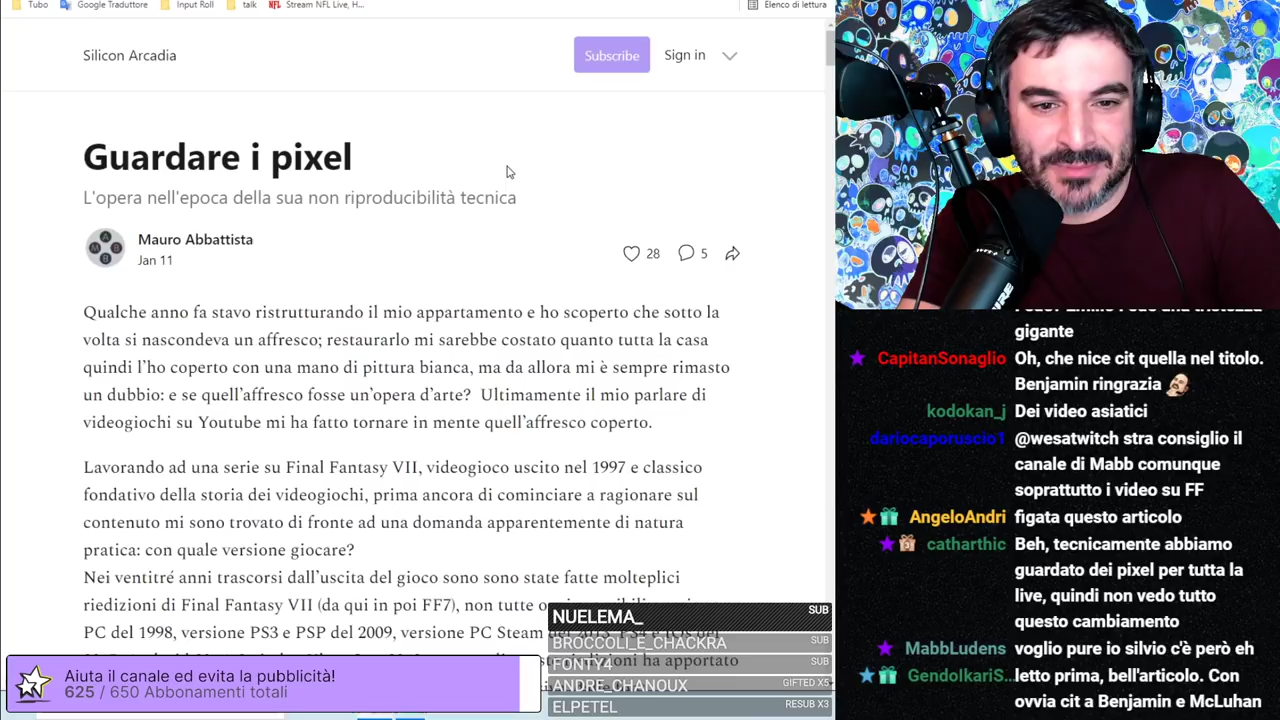 Tubo
Google Traduttore
Input Roll
talk
Stream NFL Live, H...
Elenco di lettura
Silicon Arcadia
Subscribe
Sign in
Guardare i pixel
L'opera nell'epoca della sua non riproducibilità tecnica
Mauro Abbattista
Jan 11
28
5
Qualche anno fa stavo ristrutturando il mio appartamento e ho scoperto che sotto la
volta si nascondeva un affresco; restaurarlo mi sarebbe costato quanto tutta la casa
quindi l'ho coperto con una mano di pittura bianca, ma da allora mi è sempre rimasto
un dubbio: e se quell'affresco fosse un'opera d'arte? Ultimamente il mio parlare di
videogiochi su Youtube mi ha fatto tornare in mente quell'affresco coperto.
Lavorando ad una serie su Final Fantasy VII, videogioco uscito nel 1997 e classico
fondativo della storia dei videogiochi, prima ancora di cominciare a ragionare sul
contenuto mi sono trovato di fronte ad una domanda apparentemente di natura
pratica: con quale versione giocare?
Nei ventitré anni trascorsi dall'uscita del gioco sono sono state fatte molteplici
riedizioni di Final Fantasy VII (da qui in poi FF7), non tutte
PC del 1998, versione PS3 e PSP del 2009, versione PC Steam
ha apportato
Aiuta il canale ed evita la pubblicità!
625 / 650 Abbonamenti totali
NUELEMA_ SUB
BROCCOLI_E_CHACKRA SUB
FONTY4 SUB
ANDRE_CHANOUX GIFTED X5
ELPETEL RESUB X3
gigante
CapitanSonaglio Oh, che nice cit quella nel titolo.
Benjamin ringrazia
kodokan_j Dei video asiatici
dariocaporuscio1 @wesatwitch stra consiglio il
canale di Mabb comunque
soprattutto i video su FF
AngeloAndri figata questo articolo
catharthic Beh, tecnicamente abbiamo
guardato dei pixel per tutta la
live, quindi non vedo tutto
questo cambiamento
MabbLudens voglio pure io silvio c'è però eh
GendoIkariS... letto prima, bell'articolo. Con
ovvia cit a Benjamin e McLuhan